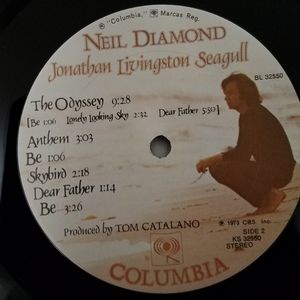 ® "Columbia," Marcas Reg.
NEIL DIAMOND
Jonathan Livingston Seagull
BL 32550
The Odyssey 9:28
[Be 1:06 Lonely Looking Sky 2:32 Dear Father 5:50]
Anthem 3:03
Be 1:06
Skybird 2:18
Dear Father 1:14
Be 3:26
Produced by TOM CATALANO
℗ 1973 CBS Inc.
SIDE 2
KS 32550
STEREO
COLUMBIA